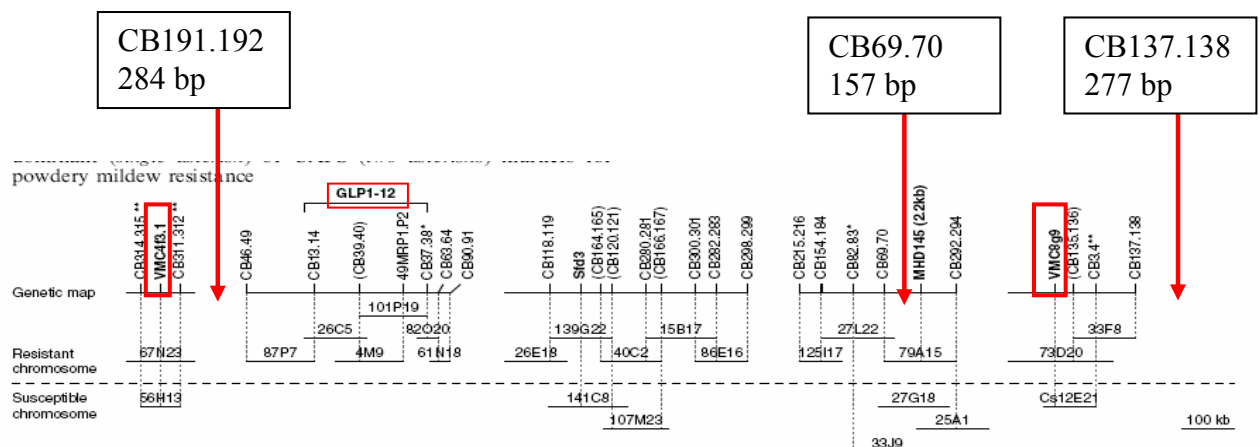 CB191.192
284 bp
CB69.70
157 bp
CB137.138
277 bp
powdery mildew resistance
GLP1-12
CB314.315 **
VMC4f3.1
CB311.312 **
CB46.49
CB13.14
(CB39.40)
49MRP1.P2
CB37.38*
CB63.64
CB90.91
CB118.119
Sfd3
(CB164.165)
(CB120.121)
CB280.281
(CB166.167)
CB300.301
CB282.283
CB298.299
CB215.216
CB154.184
CB82.83*
CB69.70
MHD145 (2.2kb)
CB292.294
VMC8g9
(CB135.136)
CB3.4**
CB137.138
Genetic map
101P19
26C5 82O20 139G22 15B17 27L22 33F8
Resistant 67N23 87P7 4M9 61N18 26E18 40C2 86E16 125I17 79A15 73D20
chromosome
Susceptible 56H13 141C8 27G18 Cs12E21
chromosome
107M23 25A1 100 kb
33J9